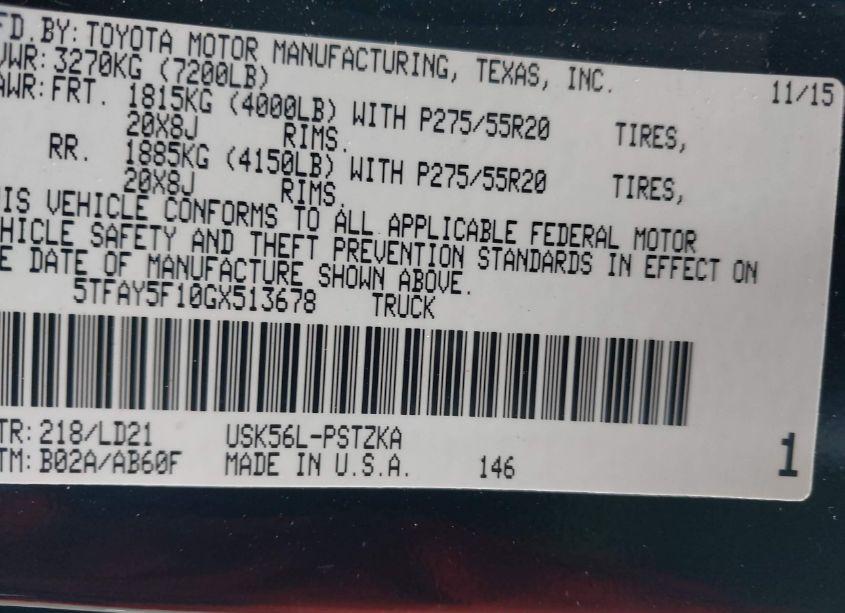 FD. BY: TOYOTA MOTOR MANUFACTURING, TEXAS, INC. 11/15
VWR: 3270KG (7200LB)
AWR: FRT. 1815KG (4000LB) WITH P275/55R20 TIRES,
20X8J RIMS.
RR. 1885KG (4150LB) WITH P275/55R20 TIRES,
20X8J RIMS.
IS VEHICLE CONFORMS TO ALL APPLICABLE FEDERAL MOTOR
HICLE SAFETY AND THEFT PREVENTION STANDARDS IN EFFECT ON
E DATE OF MANUFACTURE SHOWN ABOVE.
5TFAY5F10GX513678 TRUCK
TR: 218/LD21 USK56L-PSTZKA
TM: B02A/AB60F MADE IN U.S.A. 146 1